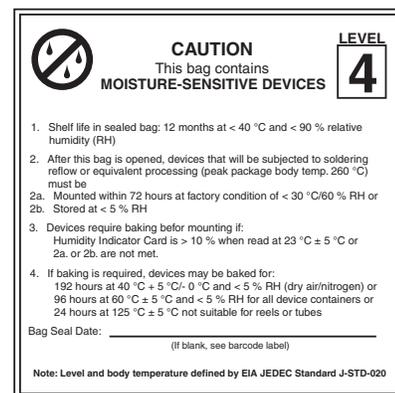 LEVEL
4
CAUTION
This bag contains
MOISTURE-SENSITIVE DEVICES
1. Shelf life in sealed bag: 12 months at < 40 °C and < 90 % relative
humidity (RH)
2. After this bag is opened, devices that will be subjected to soldering
reflow or equivalent processing (peak package body temp. 260 °C)
must be
2a. Mounted within 72 hours at factory condition of < 30 °C/60 % RH or
2b. Stored at < 5 % RH
3. Devices require baking befor mounting if:
Humidity Indicator Card is > 10 % when read at 23 °C ± 5 °C or
2a. or 2b. are not met.
4. If baking is required, devices may be baked for:
192 hours at 40 °C + 5 °C/- 0 °C and < 5 % RH (dry air/nitrogen) or
96 hours at 60 °C ± 5 °C and < 5 % RH for all device containers or
24 hours at 125 °C ± 5 °C not suitable for reels or tubes
Bag Seal Date:
(If blank, see barcode label)
Note: Level and body temperature defined by EIA JEDEC Standard J-STD-020